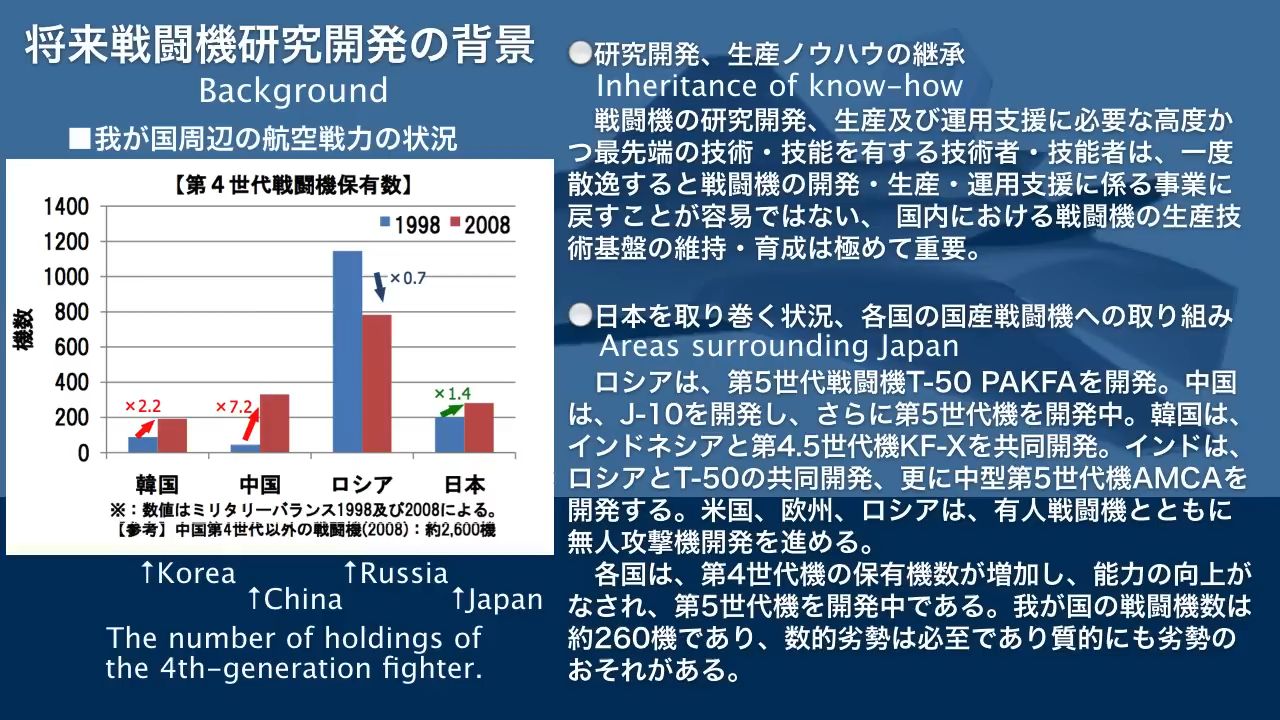 将来戦闘機研究開発の背景
Background
■我が国周辺の航空戦力の状況
【第４世代戦闘機保有数】
1400
1200
1000
800
600
400
200
0
機数
1998 2008
×2.2
×7.2
×0.7
×1.4
韓国 中国 ロシア 日本
※：数値はミリタリーバランス1998及び2008による。
【参考】中国第4世代以外の戦闘機(2008)：約2,600機
↑Korea ↑Russia
↑China ↑Japan
The number of holdings of
the 4th-generation fighter.
研究開発、生産ノウハウの継承
Inheritance of know-how
戦闘機の研究開発、生産及び運用支援に必要な高度か
つ最先端の技術・技能を有する技術者・技能者は、一度
散逸すると戦闘機の開発・生産・運用支援に係る事業に
戻すことが容易ではない、 国内における戦闘機の生産技
術基盤の維持・育成は極めて重要。
日本を取り巻く状況、各国の国産戦闘機への取り組み
Areas surrounding Japan
ロシアは、第5世代戦闘機T-50 PAKFAを開発。中国
は、J-10を開発し、さらに第5世代機を開発中。韓国は、
インドネシアと第4.5世代機KF-Xを共同開発。インドは、
ロシアとT-50の共同開発、更に中型第5世代機AMCAを
開発する。米国、欧州、ロシアは、有人戦闘機とともに
無人攻撃機開発を進める。
各国は、第4世代機の保有機数が増加し、能力の向上が
なされ、第5世代機を開発中である。我が国の戦闘機数は
約260機であり、数的劣勢は必至であり質的にも劣勢の
おそれがある。